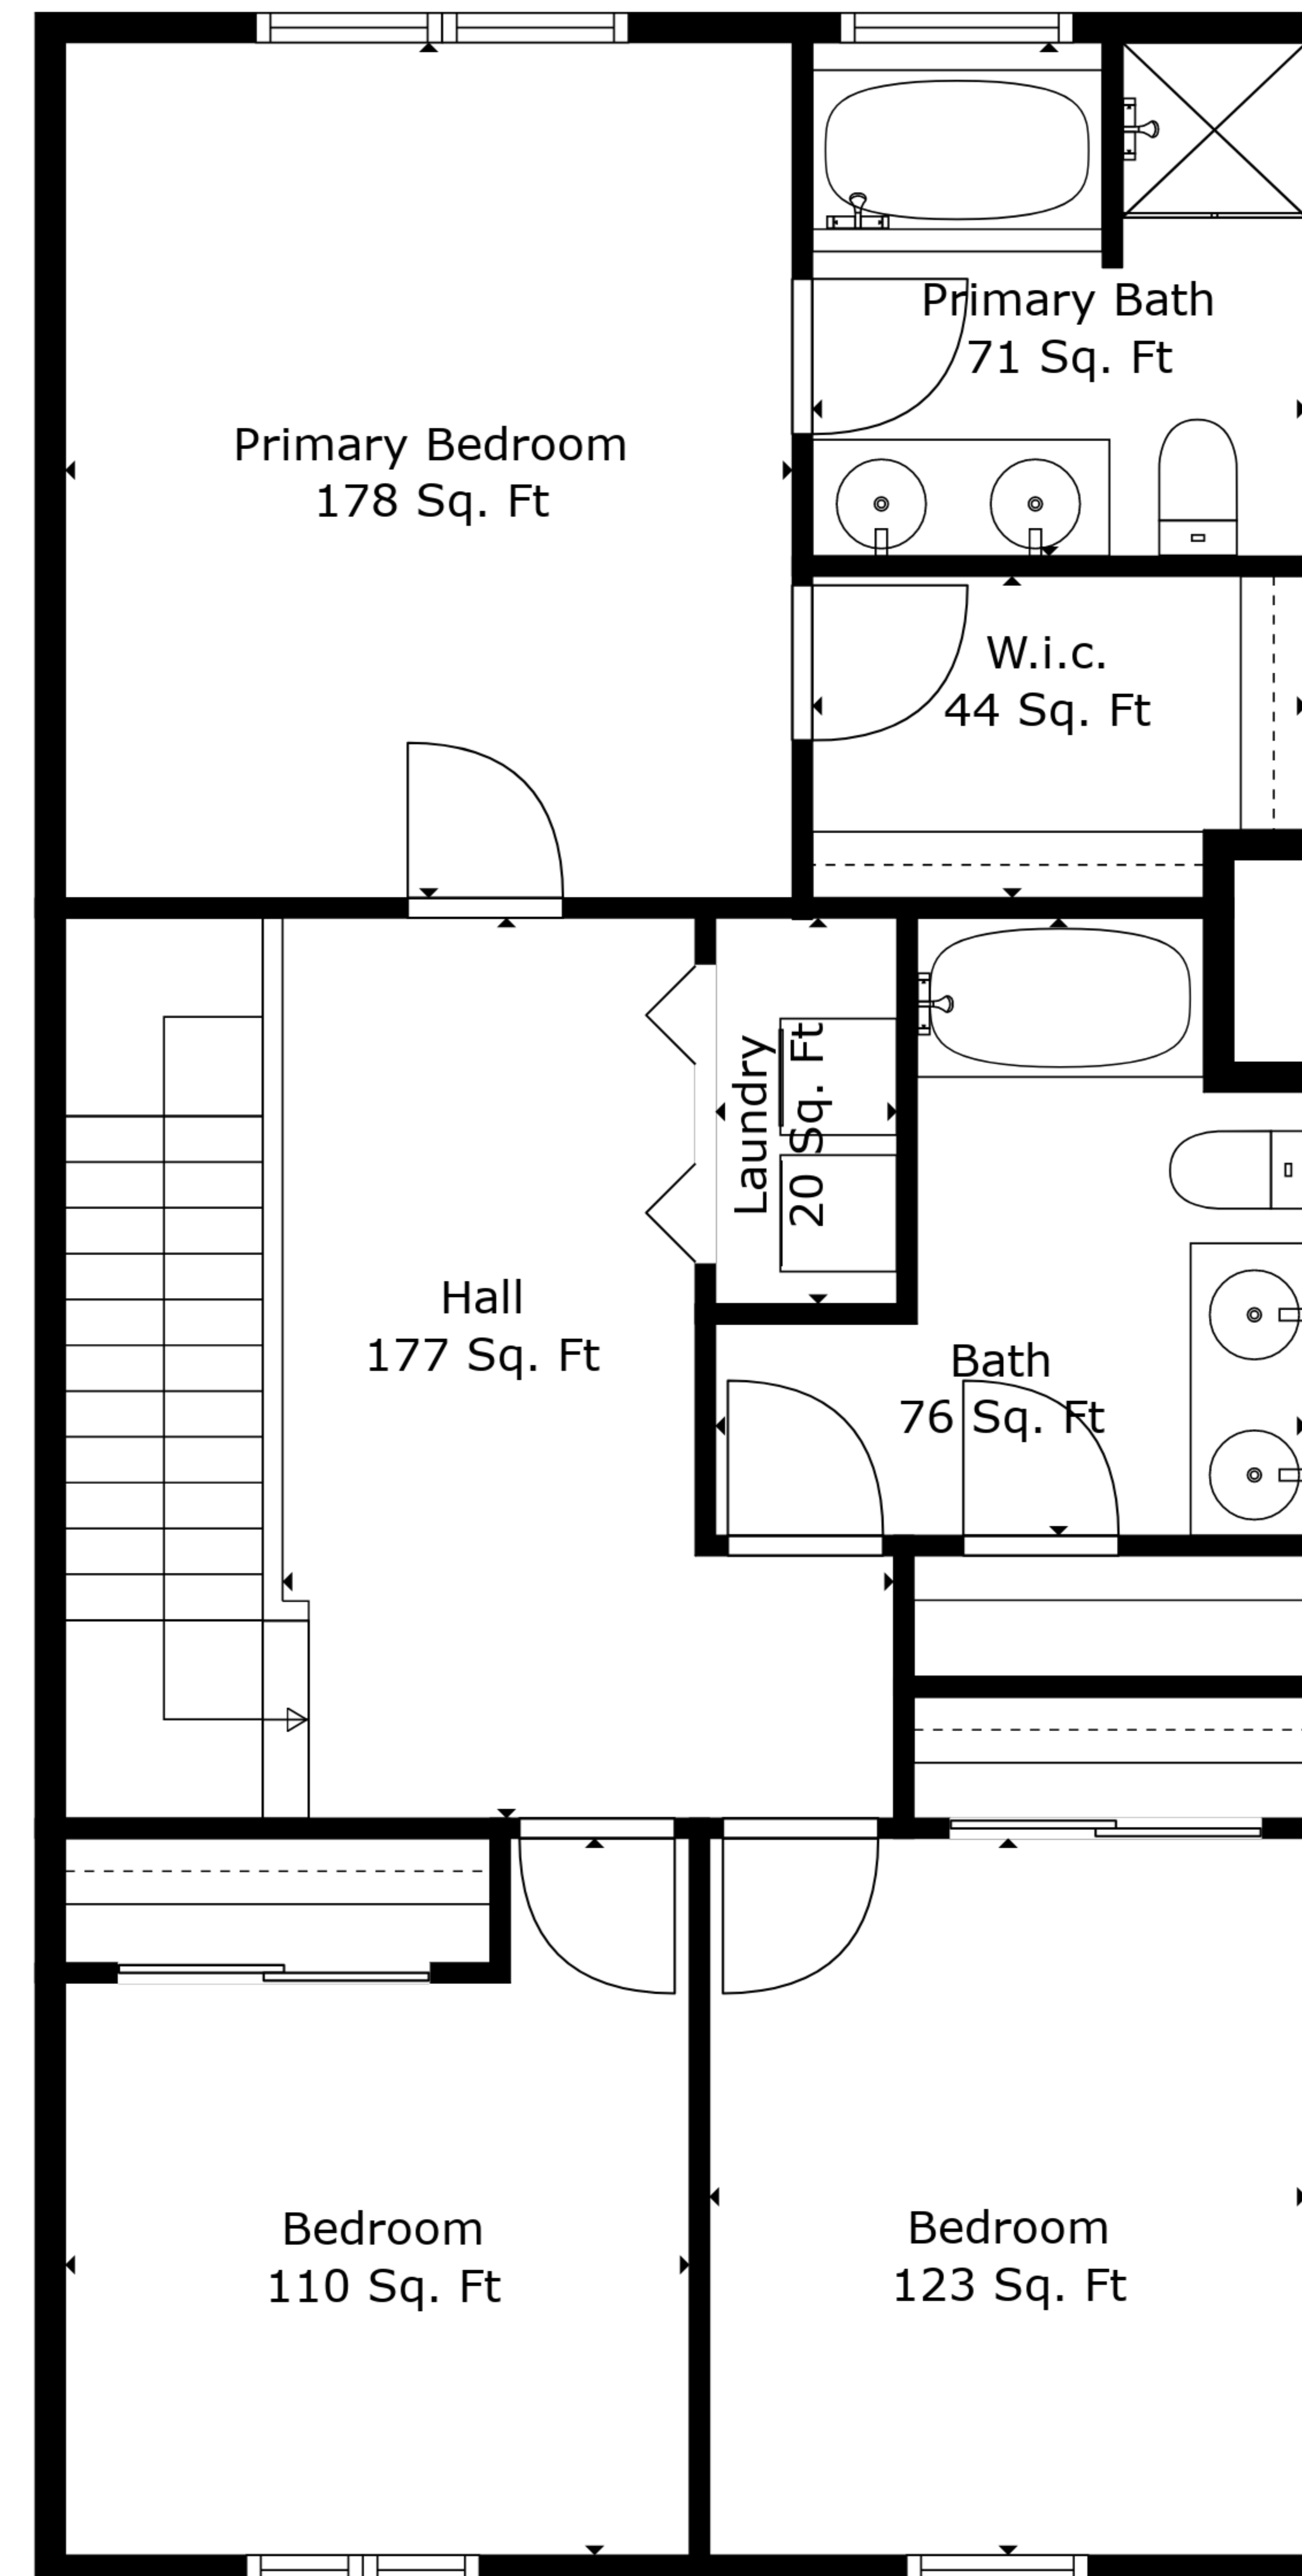 Primary Bath
71 Sq. Ft
Primary Bedroom
178 Sq. Ft
W.i.c.
44 Sq. Ft
Laundry
20 Sq. Ft
Hall
177 Sq. Ft
Bath
76 Sq. Ft
Bedroom
110 Sq. Ft
Bedroom
123 Sq. Ft